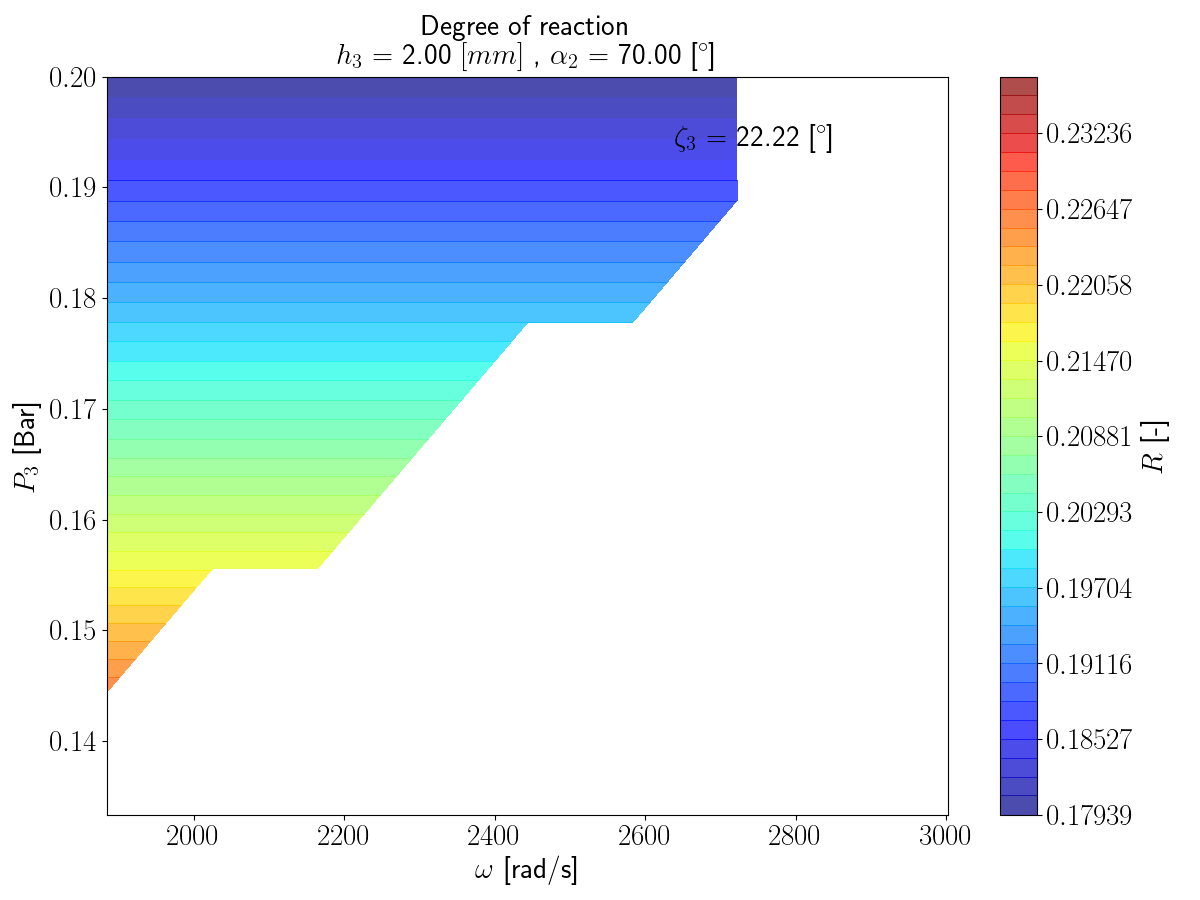 Degree of reaction
h₃ = 2.00 [mm] , α₂ = 70.00 [°]
ζ₃ = 22.22 [°]
P₃ [Bar]
0.20
0.19
0.18
0.17
0.16
0.15
0.14
2000 2200 2400 2600 2800 3000
ω [rad/s]
0.23236
0.22647
0.22058
0.21470
0.20881
0.20293
0.19704
0.19116
0.18527
0.17939
R [-]